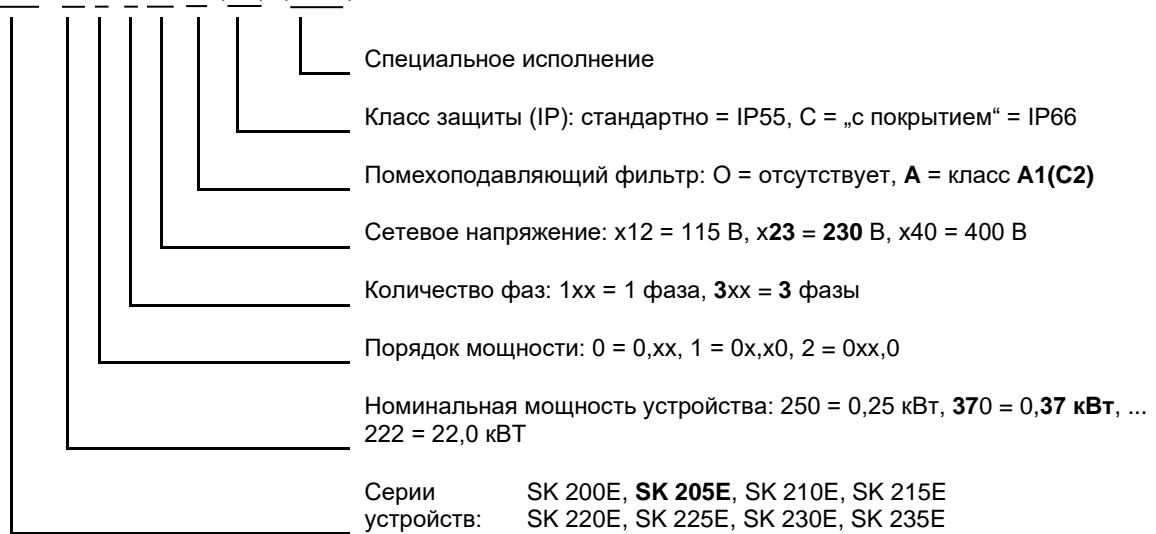 Специальное исполнение
Класс защиты (IP): стандартно = IP55, C = „с покрытием“ = IP66
Помехоподавляющий фильтр: O = отсутствует, A = класс A1(C2)
Сетевое напряжение: x12 = 115 В, x23 = 230 В, x40 = 400 В
Количество фаз: 1xx = 1 фаза, 3xx = 3 фазы
Порядок мощности: 0 = 0,xx, 1 = 0x,x0, 2 = 0xx,0
Номинальная мощность устройства: 250 = 0,25 кВт, 370 = 0,37 кВт, ...
222 = 22,0 кВТ
Серии SK 200E, SK 205E, SK 210E, SK 215E
устройств: SK 220E, SK 225E, SK 230E, SK 235E